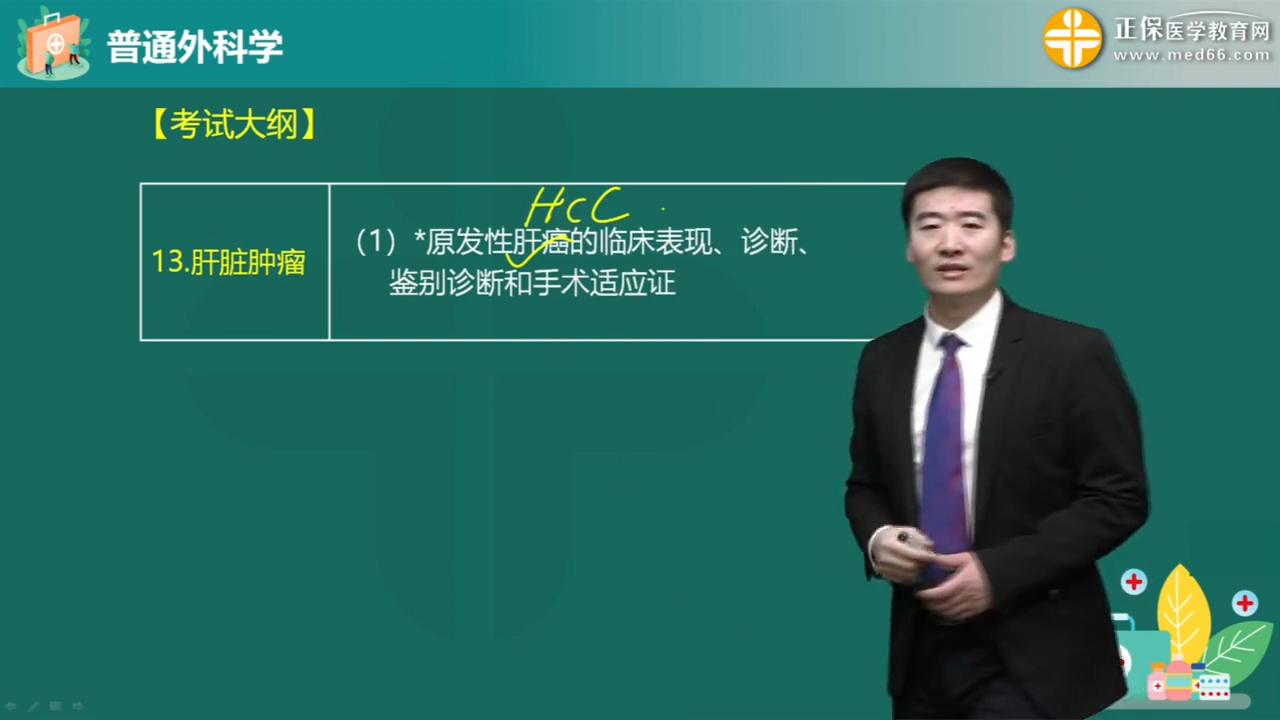 普通外科学
正保医学教育网
www.med66.com
【考试大纲】
HCC
13.肝脏肿瘤
（1）*原发性肝癌的临床表现、诊断、
鉴别诊断和手术适应证